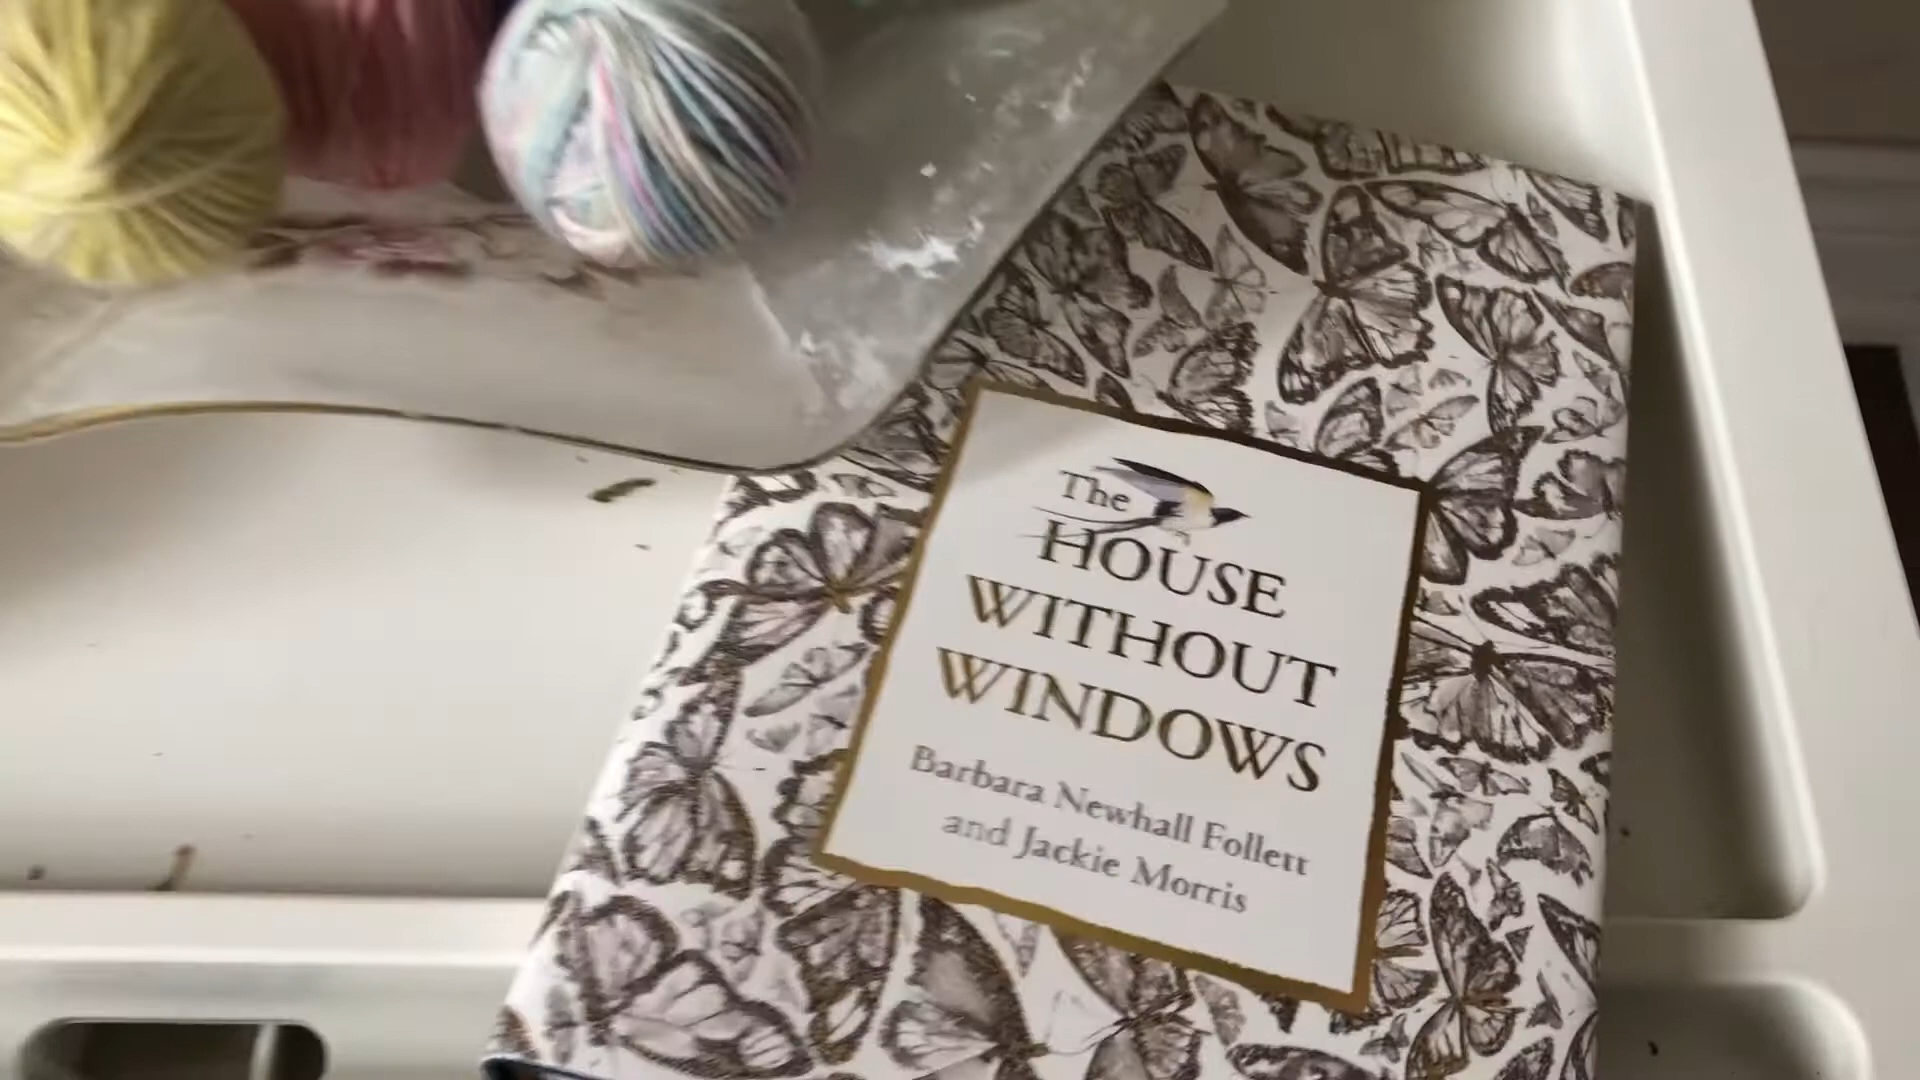 The
HOUSE
WITHOUT
WINDOWS
Barbara Newhall Follett
and Jackie Morris